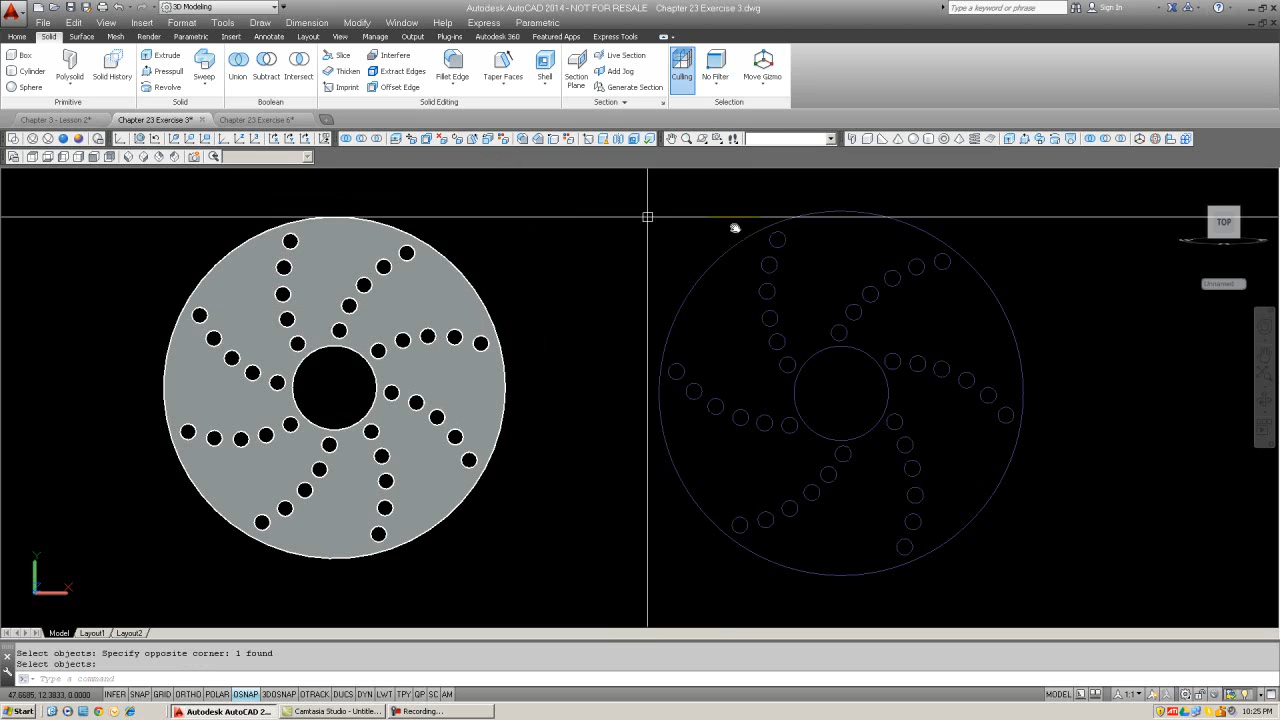 Autodesk AutoCAD 2014 - NOT FOR RESALE Chapter 23 Exercise 3.dwg
3D Modeling
Type a keyword or phrase
Sign In
File Edit View Insert Format Tools Draw Dimension Modify Window Help Express Parametric
Home Solid Surface Mesh Render Parametric Insert Annotate Layout View Manage Output Plug-ins Autodesk 360 Featured Apps Express Tools
Box Extrude Slice Interfere Live Section
Cylinder Presspull Thicken Extract Edges Add Jog
Sphere Revolve Imprint Offset Edge Generate Section
Polysolid Solid History Sweep Union Subtract Intersect Fillet Edge Taper Faces Shell Section Plane Culling No Filter Move Gizmo
Primitive Solid Boolean Solid Editing Section Selection
Chapter 3 - Lesson 2* Chapter 23 Exercise 3* Chapter 23 Exercise 6*
TOP
Unnamed
Y
X
Model Layout1 Layout2
Select objects: Specify opposite corner: 1 found
Select objects:
Type a command
47.6685, 12.3833, 0.0000 INFER SNAP GRID ORTHO POLAR OSNAP 3DOSNAP OTRACK DUCS DYN LWT TPY QP SC AM MODEL 1:1
Start Autodesk AutoCAD 2... Camtasia Studio - Untitle... Recording... 10:25 PM